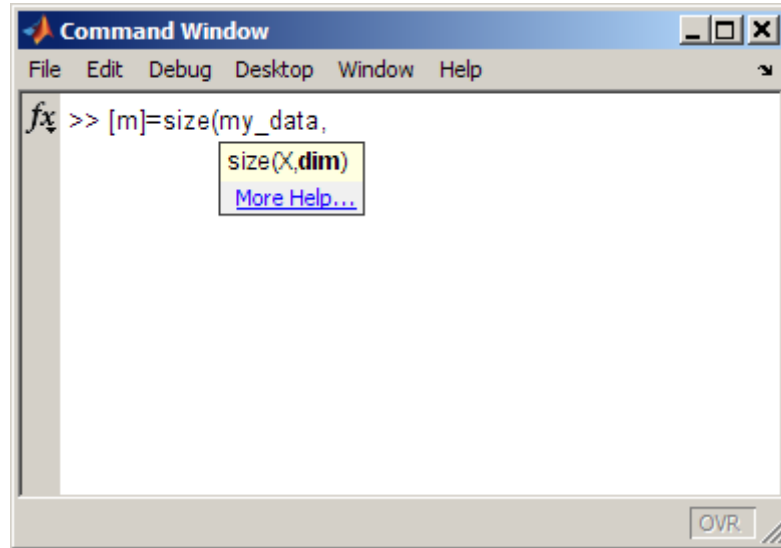 Command Window
File Edit Debug Desktop Window Help
fx >> [m]=size(my_data,
size(X,dim)
More Help...
OVR